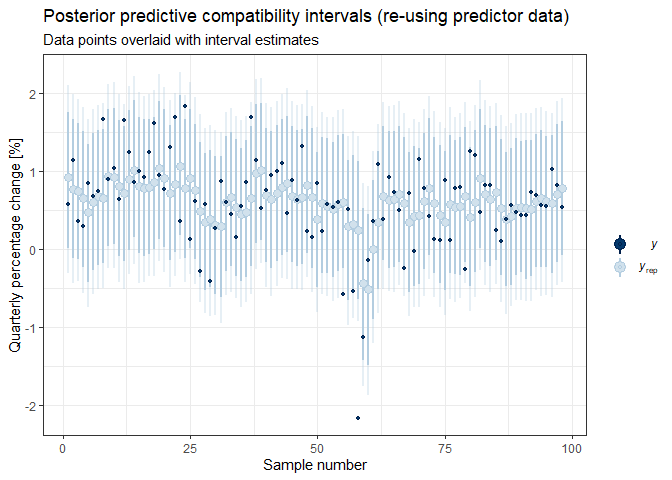 Posterior predictive compatibility intervals (re-using predictor data)
Data points overlaid with interval estimates
Quarterly percentage change [%]
2
1
0
-1
-2
0
25
50
75
100
Sample number
y
yrep